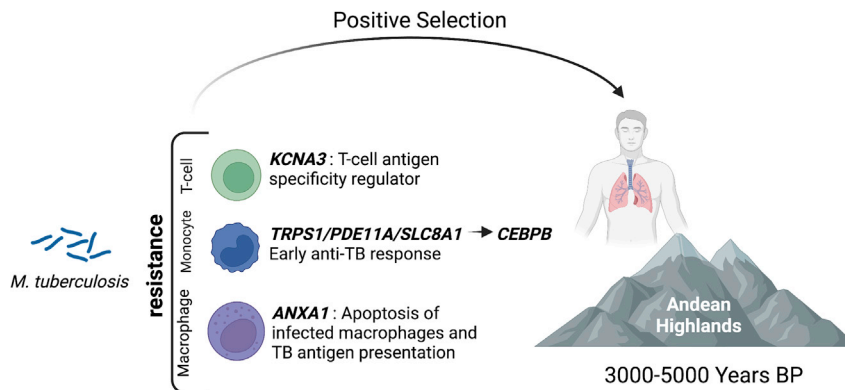 Positive Selection
M. tuberculosis
resistance
T-cell
KCNA3 : T-cell antigen
specificity regulator
Monocyte
TRPS1/PDE11A/SLC8A1 → CEBPB
Early anti-TB response
Macrophage
ANXA1 : Apoptosis of
infected macrophages and
TB antigen presentation
Andean
Highlands
3000-5000 Years BP